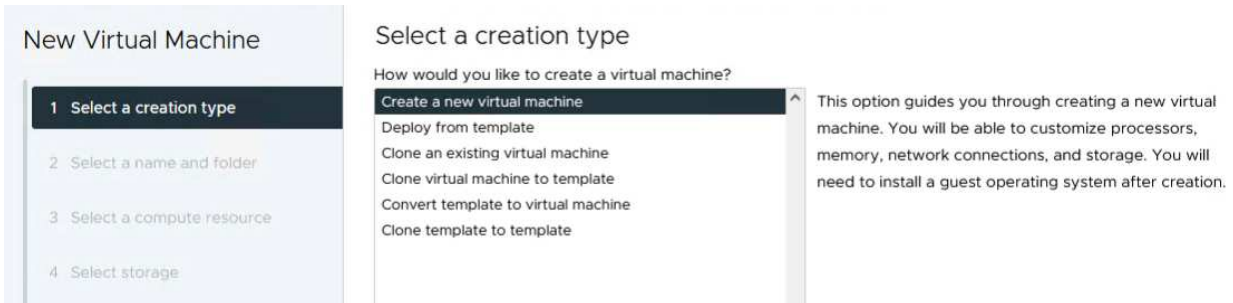 New Virtual Machine
1 Select a creation type
2 Select a name and folder
3 Select a compute resource
4 Select storage
Select a creation type
How would you like to create a virtual machine?
Create a new virtual machine
Deploy from template
Clone an existing virtual machine
Clone virtual machine to template
Convert template to virtual machine
Clone template to template
This option guides you through creating a new virtual
machine. You will be able to customize processors,
memory, network connections, and storage. You will
need to install a guest operating system after creation.